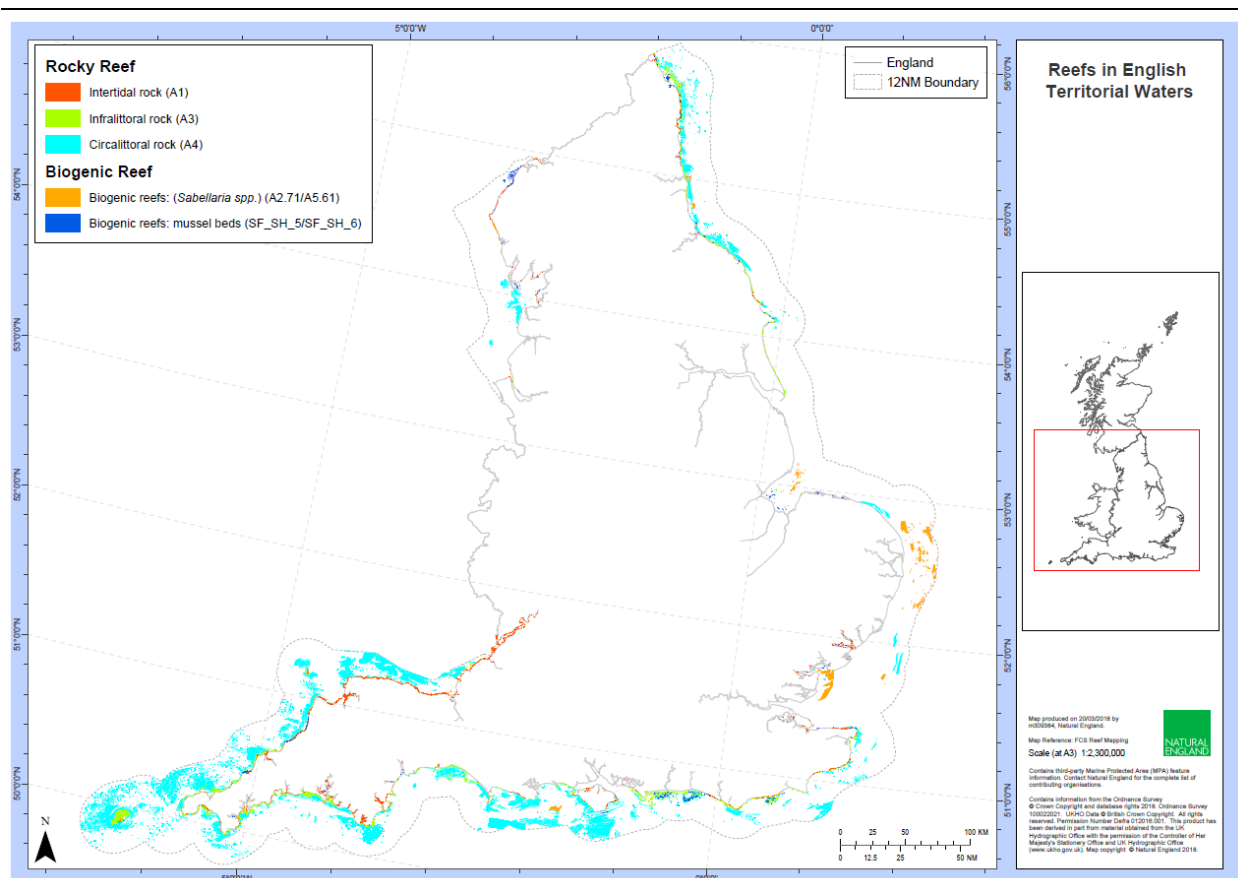 5°0'0"W
0°0'0"
Rocky Reef
Intertidal rock (A1)
Infralittoral rock (A3)
Circalittoral rock (A4)
Biogenic Reef
Biogenic reefs: (Sabellaria spp.) (A2.71/A5.61)
Biogenic reefs: mussel beds (SF_SH_5/SF_SH_6)
England
12NM Boundary
Reefs in English
Territorial Waters
54°0'0"N
53°0'0"N
52°0'0"N
51°0'0"N
50°0'0"N
56°0'0"N
55°0'0"N
54°0'0"N
53°0'0"N
52°0'0"N
51°0'0"N
N
0 25 50 100 KM
0 12.5 25 50 NM
Map produced on 20/03/2018 by
m309384, Natural England.
Map Reference: FCS Reef Mapping
Scale (at A3) 1:2,300,000
NATURAL
ENGLAND
Contains third-party Marine Protected Area (MPA) feature
information. Contact Natural England for the complete list of
contributing organisations.
Contains information from the Ordnance Survey
© Crown Copyright and database rights 2018. Ordnance Survey
100022021. UKHO Data © British Crown Copyright. All rights
reserved. Permission Number Defra 012016.001. This product has
been derived in part from material obtained from the UK
Hydrographic Office with the permission of the Controller of Her
Majesty's Stationery Office and UK Hydrographic Office
(www.ukho.gov.uk). Map copyright © Natural England 2018.